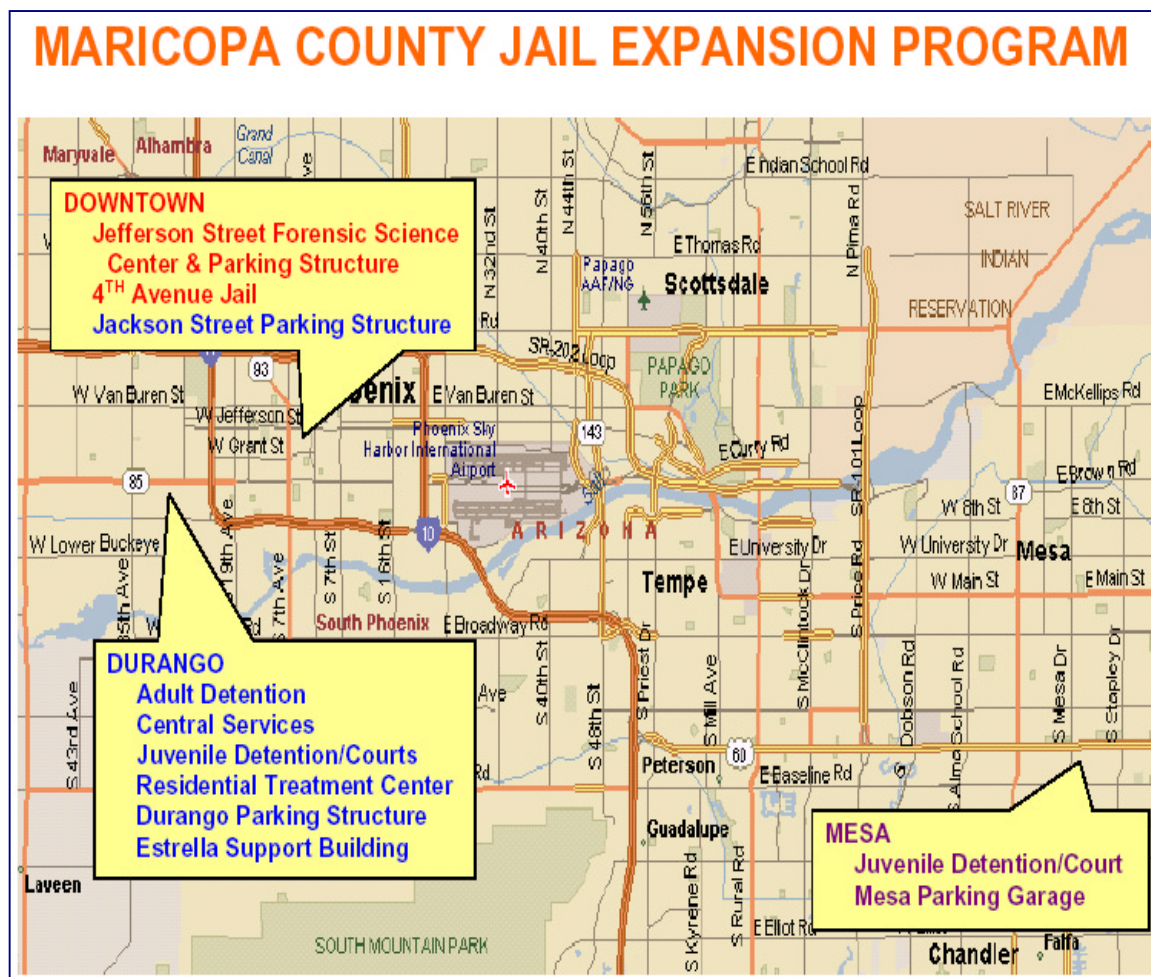 MARICOPA COUNTY JAIL EXPANSION PROGRAM
Maryvale
Alhambra
Grand
Canal
DOWNTOWN
Jefferson Street Forensic Science
Center & Parking Structure
4TH Avenue Jail
Jackson Street Parking Structure
N 32nd St
N 40th St
N 44th St
N 56th St
E Indian School Rd
N Pima Rd
SALT RIVER
INDIAN
RESERVATION
E Thomas Rd
Papago
AAF/NG
Scottsdale
Rd
SR-202 Loop
PAPAGO
PARK
93
W Van Buren St
enix
E Van Buren St
E McKellips Rd
W Jefferson St
W Grant St
Phoenix Sky
Harbor International
Airport
143
E Curry Rd
SR-101 Loop
85
E Brown Rd
87
W 8th St
E 8th St
ARIZONA
10
W Lower Buckeye
E University Dr
W University Dr
Mesa
Tempe
W Main St
E Main St
35th Ave
S 19th Ave
S 7th Ave
S 7th St
S 16th St
South Phoenix
E Broadway Rd
S 43rd Ave
S 40th St
S 48th St
S Priest Dr
S Mill Ave
S McClintock Dr
S Price Rd
Dobson Rd
S Alma School Rd
S Mesa Dr
S Stapley Dr
DURANGO
Adult Detention
Central Services
Juvenile Detention/Courts
Residential Treatment Center
Durango Parking Structure
Estrella Support Building
Ave
Rd
Peterson
60
E Baseline Rd
Guadalupe
MESA
Juvenile Detention/Court
Mesa Parking Garage
Laveen
S Kyrene Rd
S Rural Rd
E Elliot Rd
SOUTH MOUNTAIN PARK
Chandler
Falfa